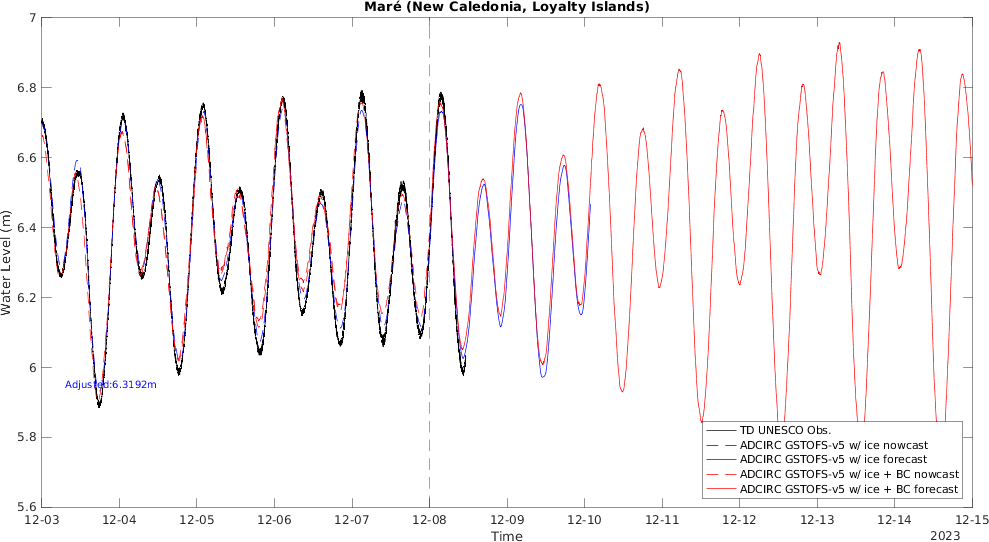 Maré (New Caledonia, Loyalty Islands)
7
6.8
6.6
6.4
6.2
6
5.8
5.6
Water Level (m)
Adjusted:6.3192m
TD UNESCO Obs.
ADCIRC GSTOFS-v5 w/ ice nowcast
ADCIRC GSTOFS-v5 w/ ice forecast
ADCIRC GSTOFS-v5 w/ ice + BC nowcast
ADCIRC GSTOFS-v5 w/ ice + BC forecast
12-03 12-04 12-05 12-06 12-07 12-08 12-09 12-10 12-11 12-12 12-13 12-14 12-15
Time
2023